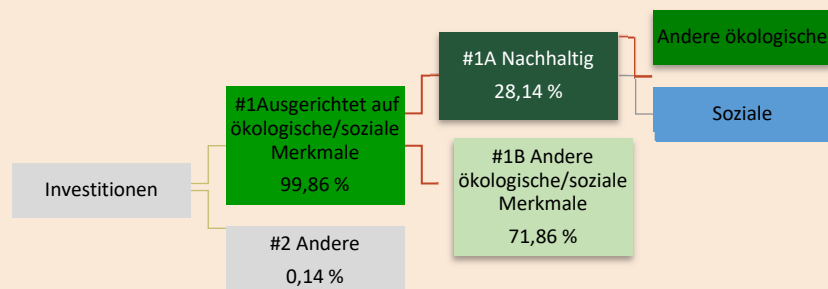 Investitionen
#1Ausgerichtet auf
ökologische/soziale
Merkmale
99,86 %
#2 Andere
0,14 %
#1A Nachhaltig
28,14 %
#1B Andere
ökologische/soziale
Merkmale
71,86 %
Andere ökologische
Soziale